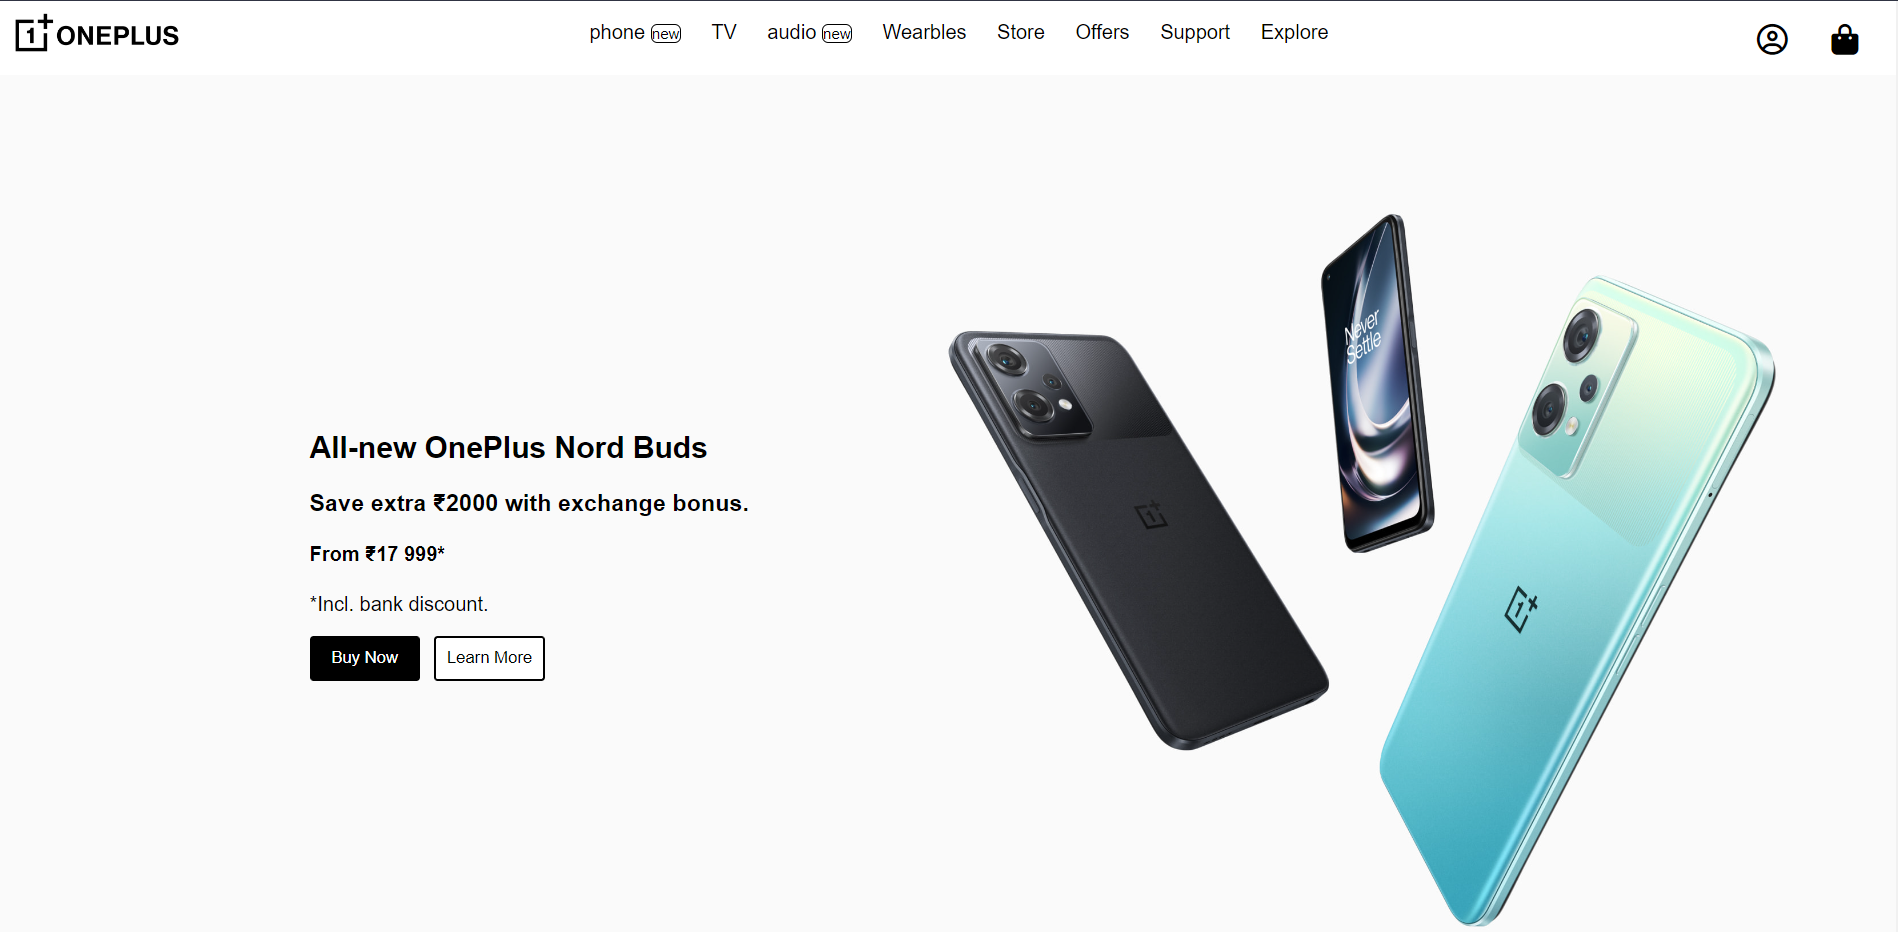 1+ ONEPLUS
phone new TV audio new Wearbles Store Offers Support Explore
Never
Settle
All-new OnePlus Nord Buds
Save extra ₹2000 with exchange bonus.
From ₹17 999*
*Incl. bank discount.
Buy Now Learn More